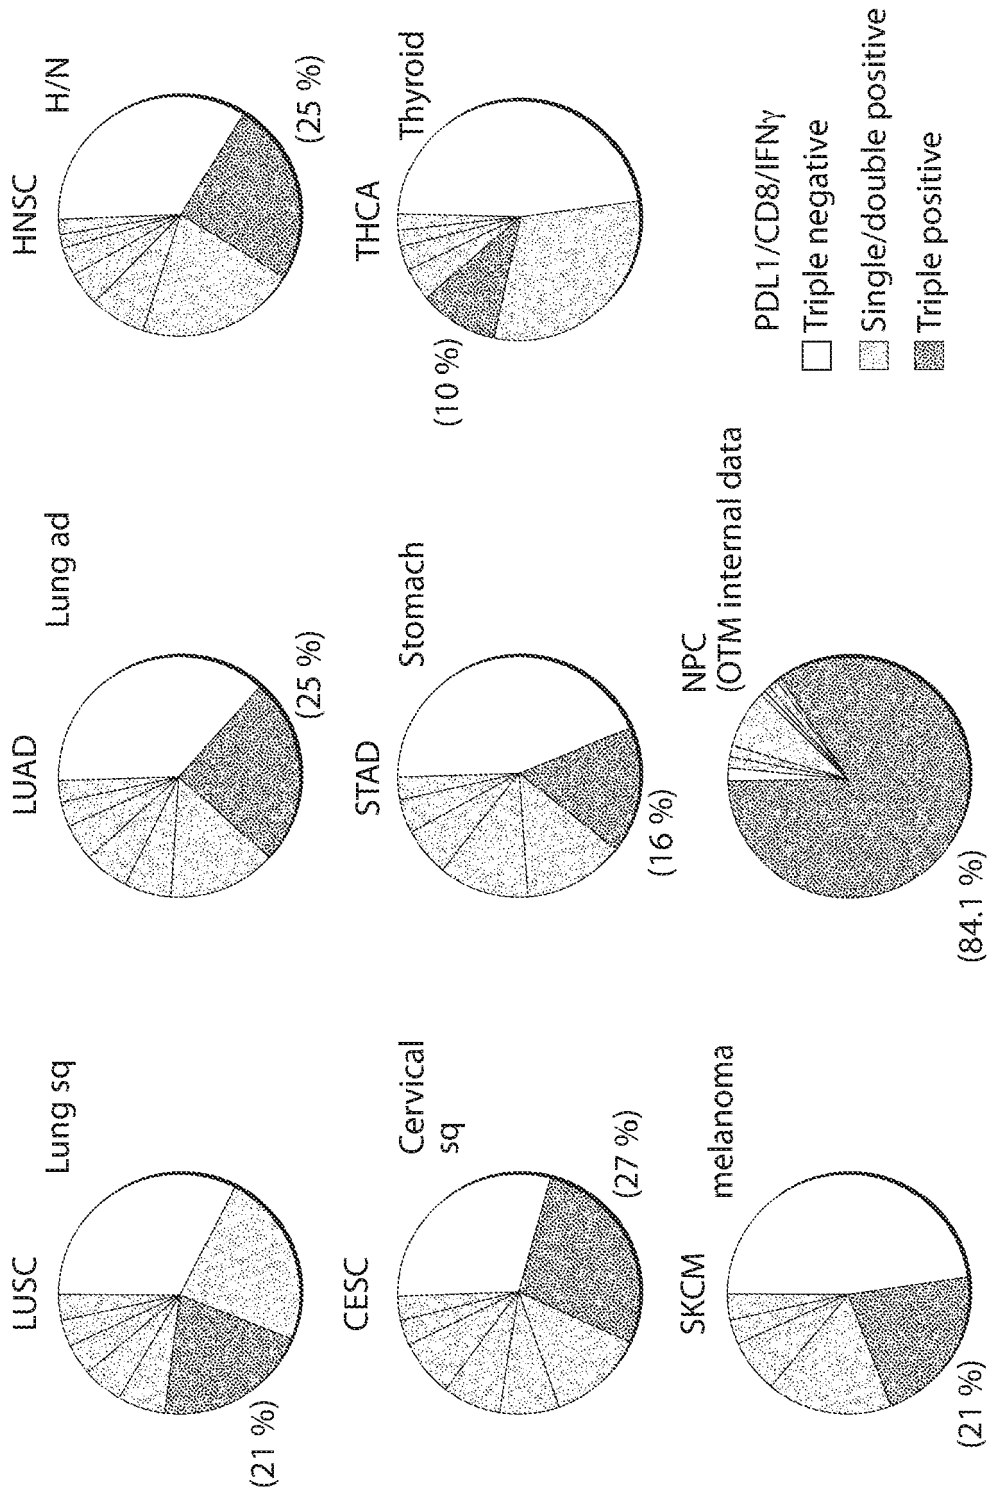 LUSC
Lung sq
(21 %)
LUAD
Lung ad
(25 %)
HNSC
H/N
(25 %)
CESC
Cervical
sq
(27 %)
STAD
Stomach
(16 %)
THCA
Thyroid
(10 %)
SKCM
melanoma
(21 %)
NPC
(OTM internal data
(84.1 %)
PDL1/CD8/IFNγ
Triple negative
Single/double positive
Triple positive